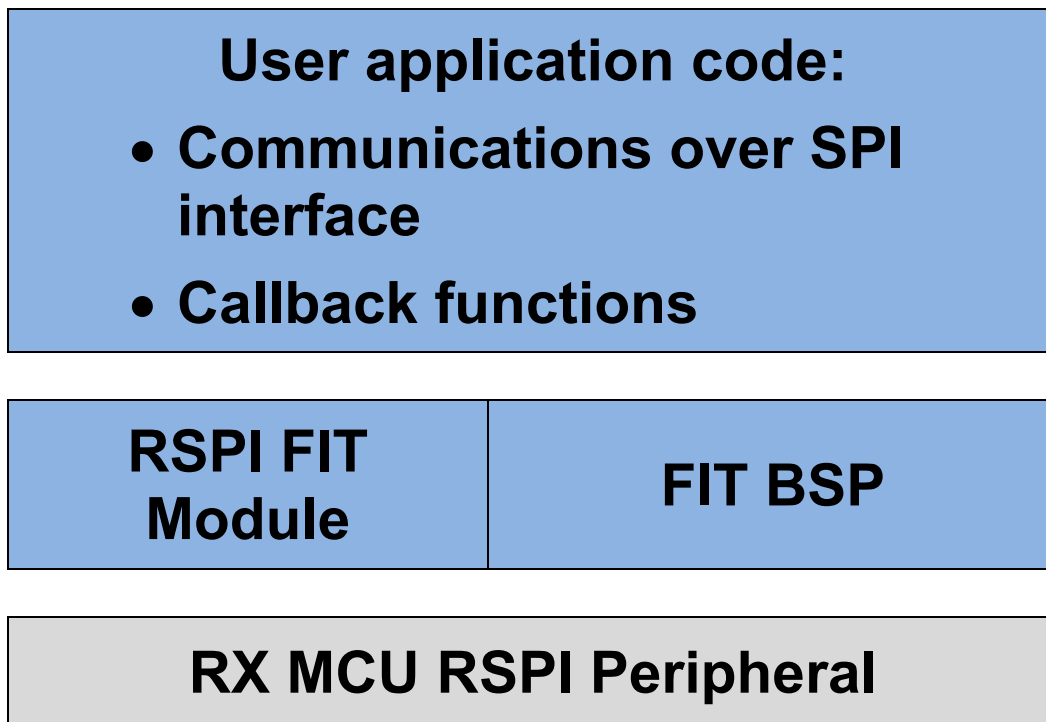 User application code:
• Communications over SPI
interface
• Callback functions
RSPI FIT
Module
FIT BSP
RX MCU RSPI Peripheral